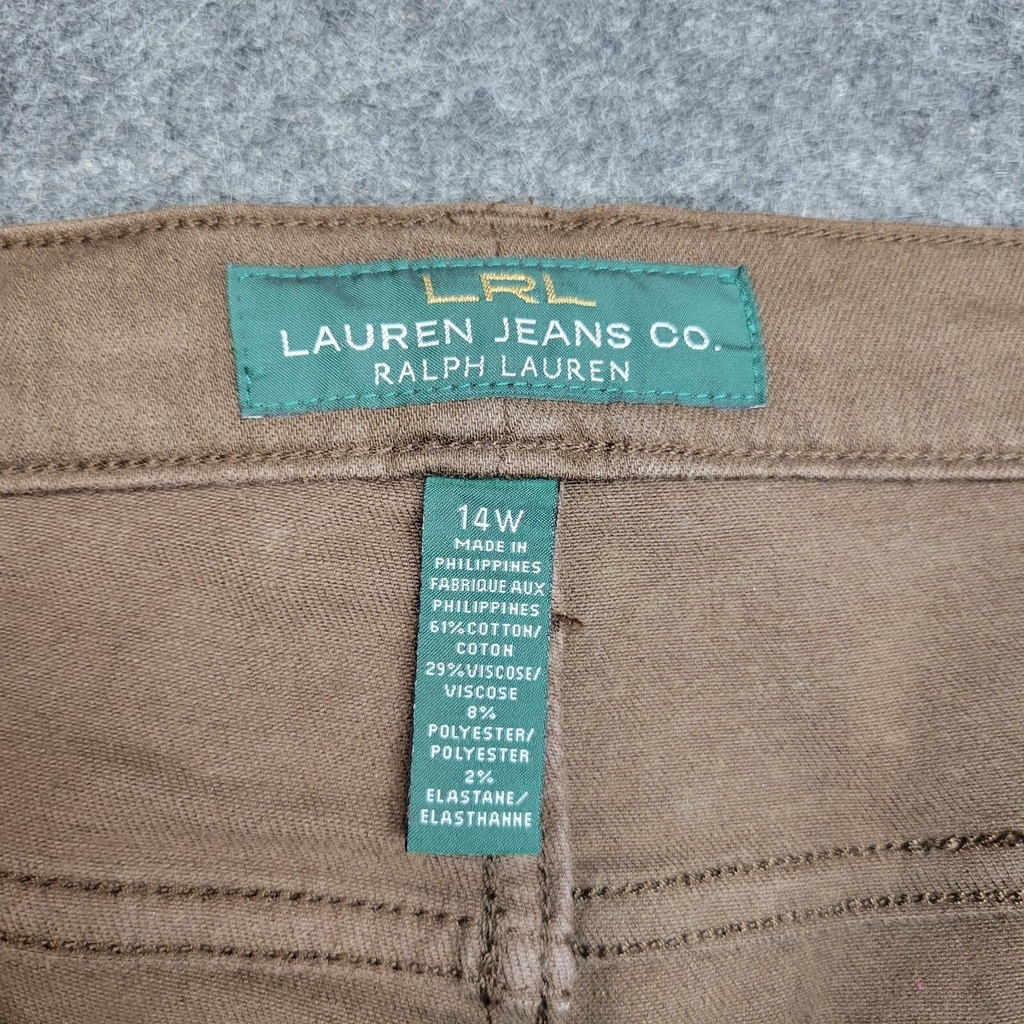 LRL
LAUREN JEANS CO.
RALPH LAUREN
14W
MADE IN
PHILIPPINES
FABRIQUE AUX
PHILIPPINES
61%COTTON/
COTON
29%VISCOSE/
VISCOSE
8%
POLYESTER/
POLYESTER
2%
ELASTANE/
ELASTHANNE